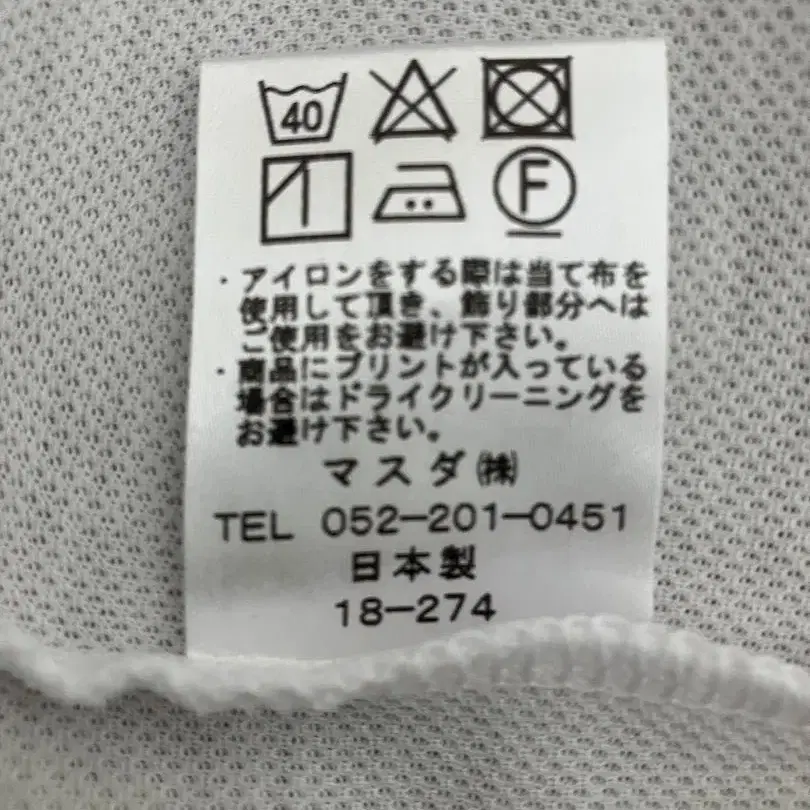 40
F
・アイロンをする際は当て布を
使用して頂き、飾り部分へは
ご使用をお避け下さい。
・商品にプリントが入っている
場合はドライクリーニングを
お避け下さい。
マスダ㈱
TEL 052-201-0451
日本製
18-274